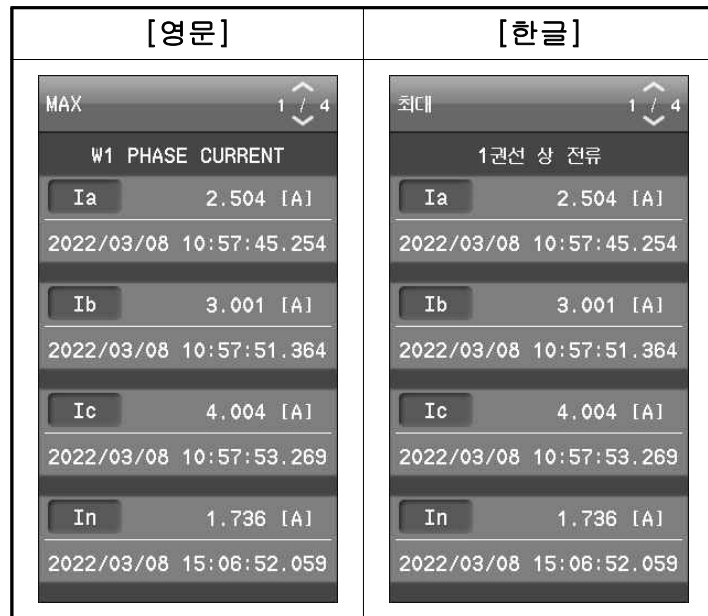 [영문]
[한글]
MAX 1 / 4
W1 PHASE CURRENT
Ia 2.504 [A]
2022/03/08 10:57:45.254
Ib 3.001 [A]
2022/03/08 10:57:51.364
Ic 4.004 [A]
2022/03/08 10:57:53.269
In 1.736 [A]
2022/03/08 15:06:52.059
최대 1 / 4
1권선 상 전류
Ia 2.504 [A]
2022/03/08 10:57:45.254
Ib 3.001 [A]
2022/03/08 10:57:51.364
Ic 4.004 [A]
2022/03/08 10:57:53.269
In 1.736 [A]
2022/03/08 15:06:52.059